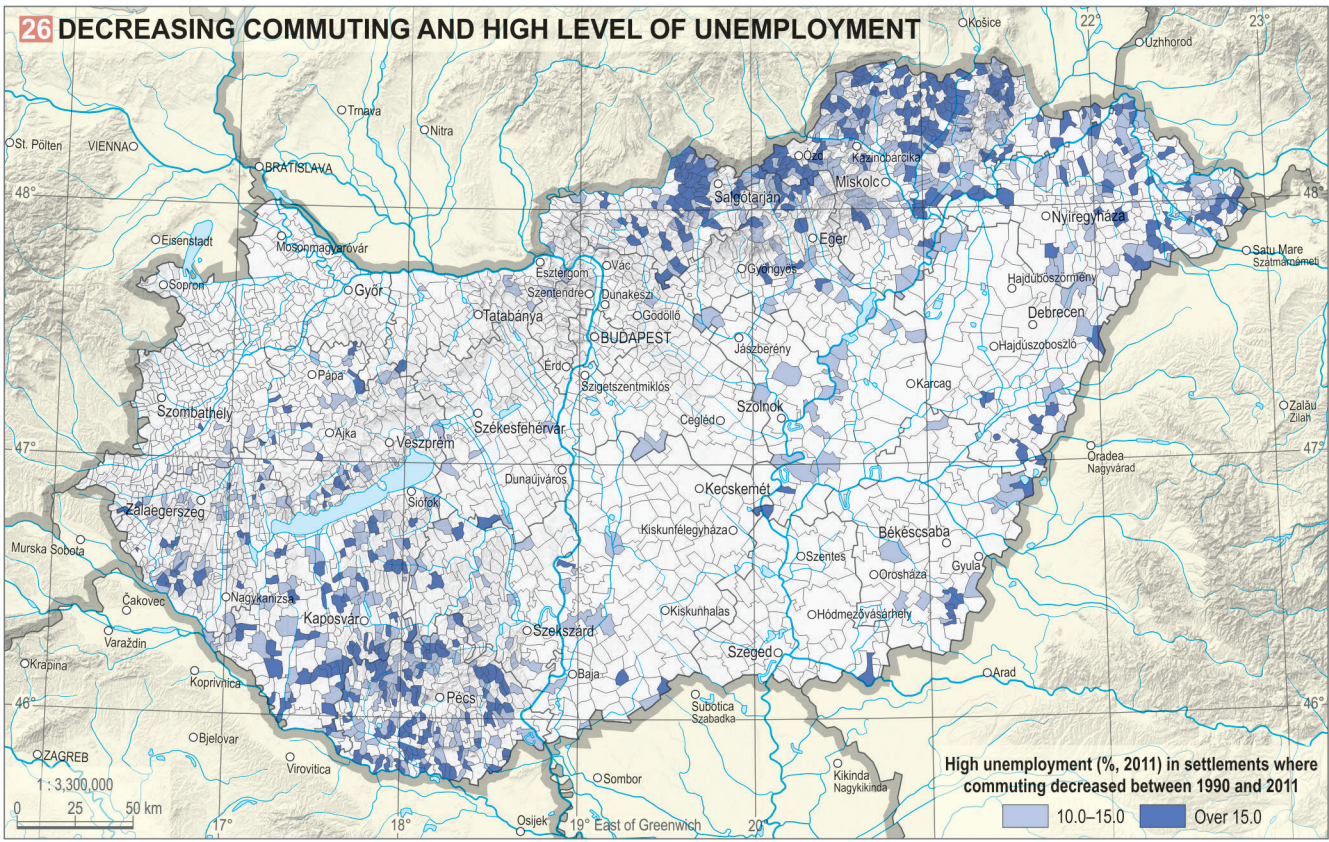 26 DECREASING COMMUTING AND HIGH LEVEL OF UNEMPLOYMENT
Košice
22°
23°
Uzhhorod
Trnava
Nitra
St. Pölten
VIENNA
BRATISLAVA
Ózd
Kazincbarcika
Miskolc
48°
48°
Salgótarján
Nyíregyháza
Eger
Eisenstadt
Mosonmagyaróvár
Satu Mare
Szatmárnémeti
Sopron
Győr
Esztergom
Vác
Gyöngyös
Hajdúböszörmény
Szentendre
Dunakeszi
Tatabánya
Gödöllő
Debrecen
BUDAPEST
Jászberény
Hajdúszoboszló
Érd
Pápa
Szigetszentmiklós
Karcag
Szombathely
Szolnok
Zalău
Zilah
Cegléd
Székesfehérvár
Ajka
Veszprém
47°
47°
Oradea
Nagyvárad
Dunaújváros
Kecskemét
Zalaegerszeg
Siófok
Kiskunfélegyháza
Békéscsaba
Murska Sobota
Szentes
Gyula
Orosháza
Čakovec
Nagykanizsa
Kiskunhalas
Hódmezővásárhely
Kaposvár
Varaždin
Szekszárd
Szeged
Krapina
Koprivnica
Baja
Arad
Pécs
46°
46°
Subotica
Szabadka
Bjelovar
ZAGREB
Virovitica
Sombor
Kikinda
Nagykikinda
High unemployment (%, 2011) in settlements where
commuting decreased between 1990 and 2011
1 : 3,300,000
0 25 50 km
10.0–15.0
Over 15.0
17°
18°
Osijek
19°
East of Greenwich
20°